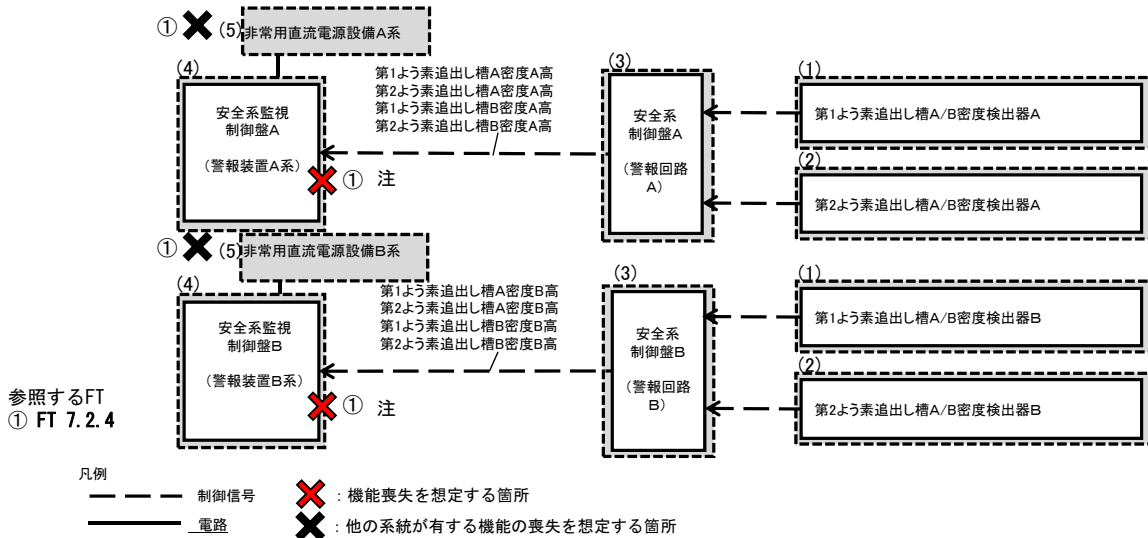 ① (5) 非常用直流電源設備A系
(4)
安全系監視
制御盤A
(警報装置A系)
① 注
第1よう素追出し槽A密度A高
第2よう素追出し槽A密度A高
第1よう素追出し槽B密度A高
第2よう素追出し槽B密度A高
(3)
安全系
制御盤A
(警報回路
A)
(1)
第1よう素追出し槽A/B密度検出器A
(2)
第2よう素追出し槽A/B密度検出器A
① (5) 非常用直流電源設備B系
(4)
安全系監視
制御盤B
(警報装置B系)
① 注
第1よう素追出し槽A密度B高
第2よう素追出し槽A密度B高
第1よう素追出し槽B密度B高
第2よう素追出し槽B密度B高
(3)
安全系
制御盤B
(警報回路
B)
(1)
第1よう素追出し槽A/B密度検出器B
(2)
第2よう素追出し槽A/B密度検出器B
参照するFT
① FT 7.2.4
凡例
制御信号
：機能喪失を想定する箇所
電路
：他の系統が有する機能の喪失を想定する箇所